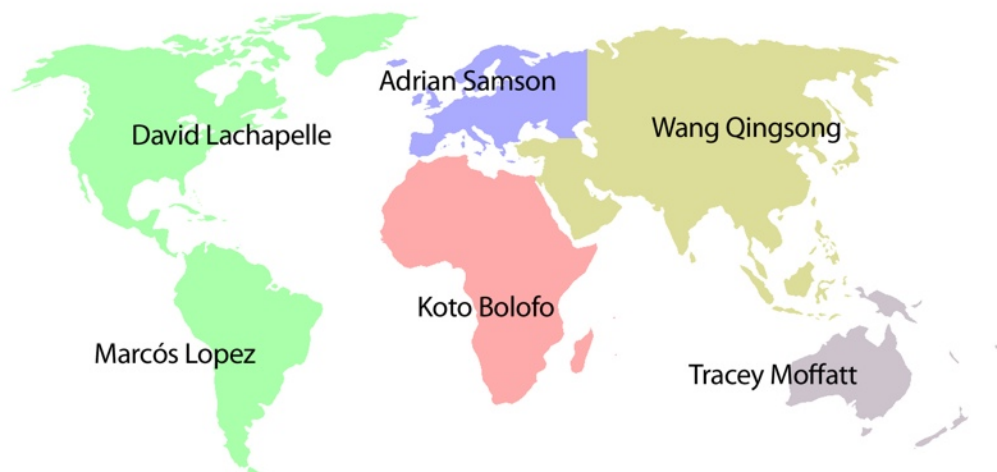 Adrian Samson
David Lachapelle
Wang Qingsong
Koto Bolofo
Marcós Lopez
Tracey Moffatt